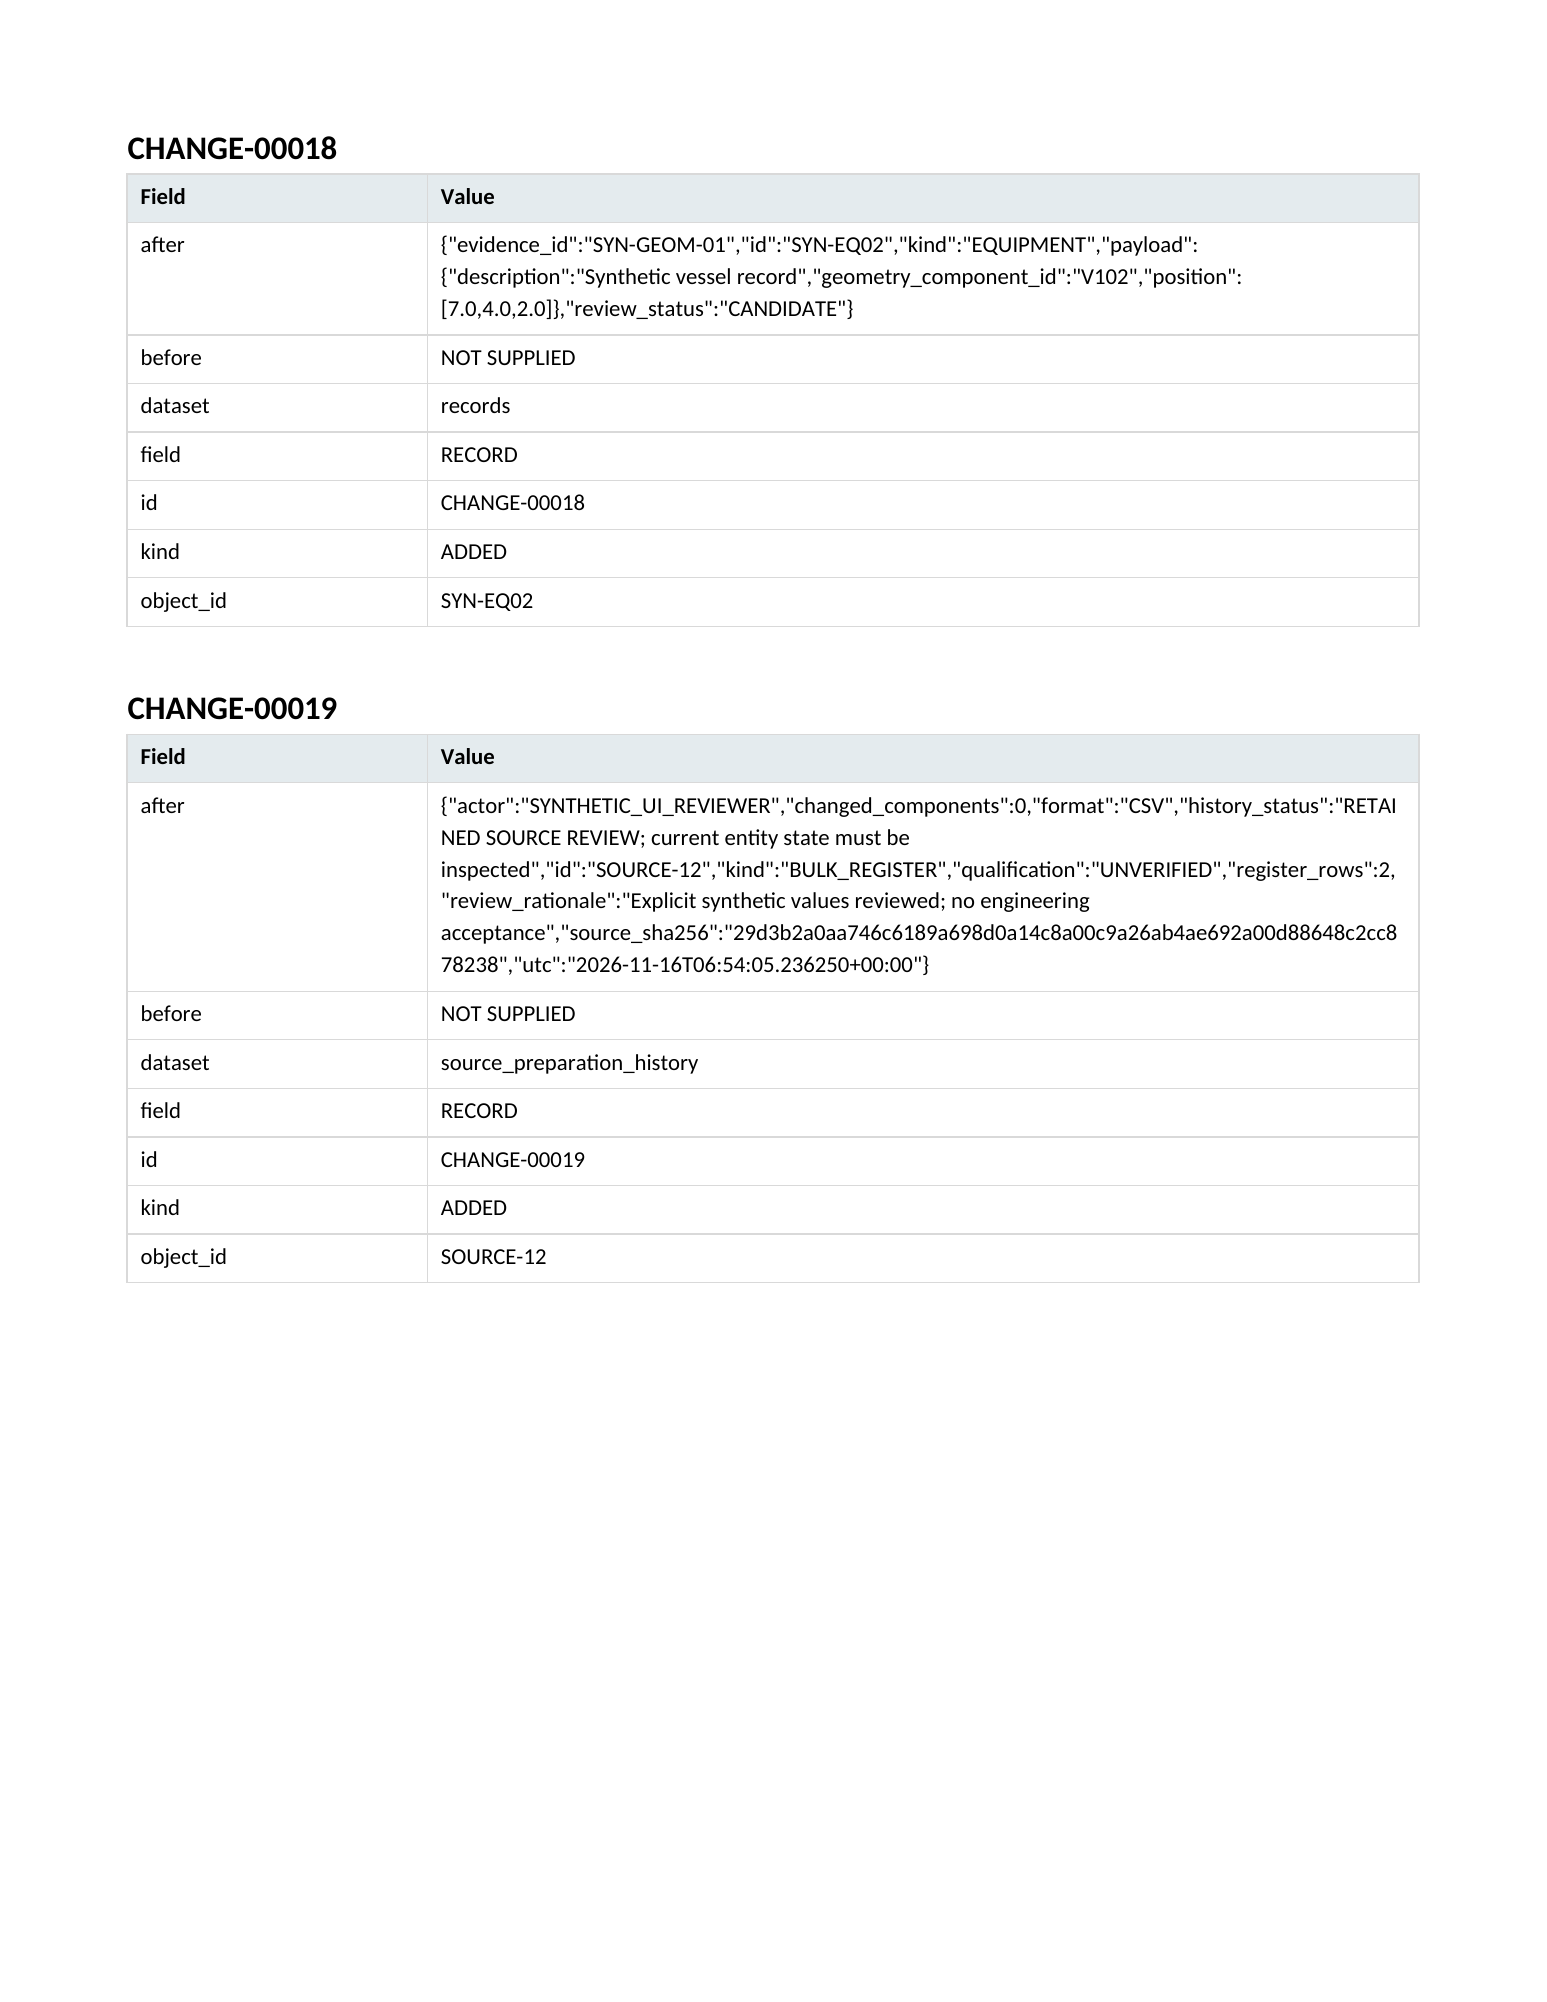 CHANGE-00018
Field Value
after {"evidence_id":"SYN-GEOM-01","id":"SYN-EQ02","kind":"EQUIPMENT","payload":
{"description":"Synthetic vessel record","geometry_component_id":"V102","position":
[7.0,4.0,2.0]},"review_status":"CANDIDATE"}
before NOT SUPPLIED
dataset records
field RECORD
id CHANGE-00018
kind ADDED
object_id SYN-EQ02
CHANGE-00019
Field Value
after {"actor":"SYNTHETIC_UI_REVIEWER","changed_components":0,"format":"CSV","history_status":"RETAI
NED SOURCE REVIEW; current entity state must be
inspected","id":"SOURCE-12","kind":"BULK_REGISTER","qualification":"UNVERIFIED","register_rows":2,
"review_rationale":"Explicit synthetic values reviewed; no engineering
acceptance","source_sha256":"29d3b2a0aa746c6189a698d0a14c8a00c9a26ab4ae692a00d88648c2cc8
78238","utc":"2026-11-16T06:54:05.236250+00:00"}
before NOT SUPPLIED
dataset source_preparation_history
field RECORD
id CHANGE-00019
kind ADDED
object_id SOURCE-12